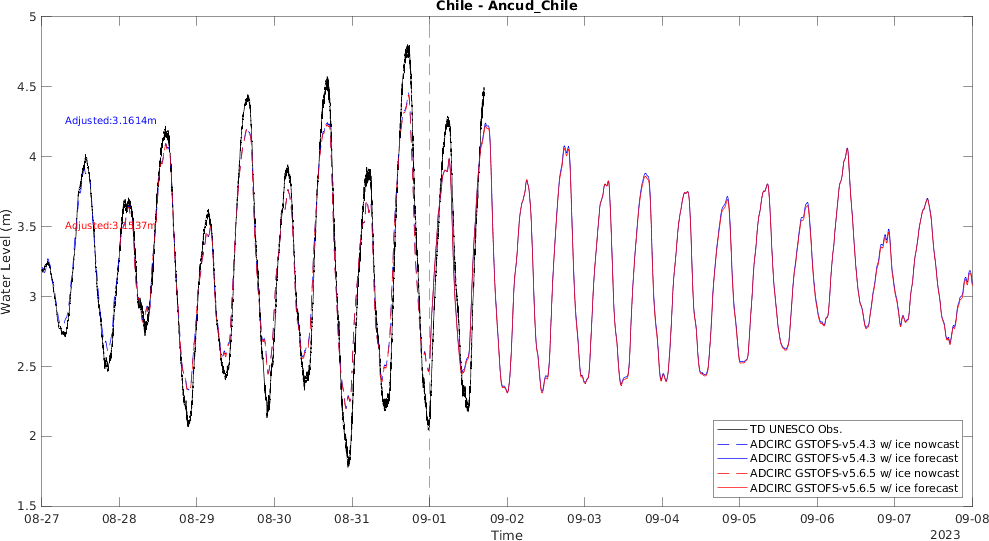 Chile - Ancud_Chile
Water Level (m)
5
4.5
4
3.5
3
2.5
2
1.5
Adjusted:3.1614m
Adjusted:3.1537m
TD UNESCO Obs.
ADCIRC GSTOFS-v5.4.3 w/ ice nowcast
ADCIRC GSTOFS-v5.4.3 w/ ice forecast
ADCIRC GSTOFS-v5.6.5 w/ ice nowcast
ADCIRC GSTOFS-v5.6.5 w/ ice forecast
08-27 08-28 08-29 08-30 08-31 09-01 09-02 09-03 09-04 09-05 09-06 09-07 09-08
Time
2023